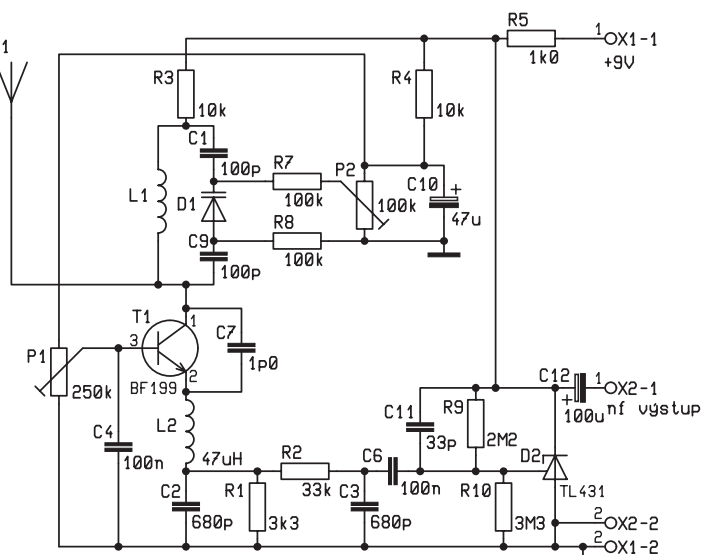 R5
1
X1-1
1k0
+9V
1
R3
10k
R4
10k
C1
100p
R7
100k
P2
100k
C10
+
47u
L1
D1
R8
100k
C9
100p
T1
1
3
2
BF199
C7
1p0
P1
250k
C4
100n
L2
47uH
C12
+
100u
1
X2-1
nf výstup
C11
33p
R9
2M2
R2
33k
C6
100n
D2
TL431
C2
680p
R1
3k3
C3
680p
R10
3M3
2
X2-2
2
X1-2